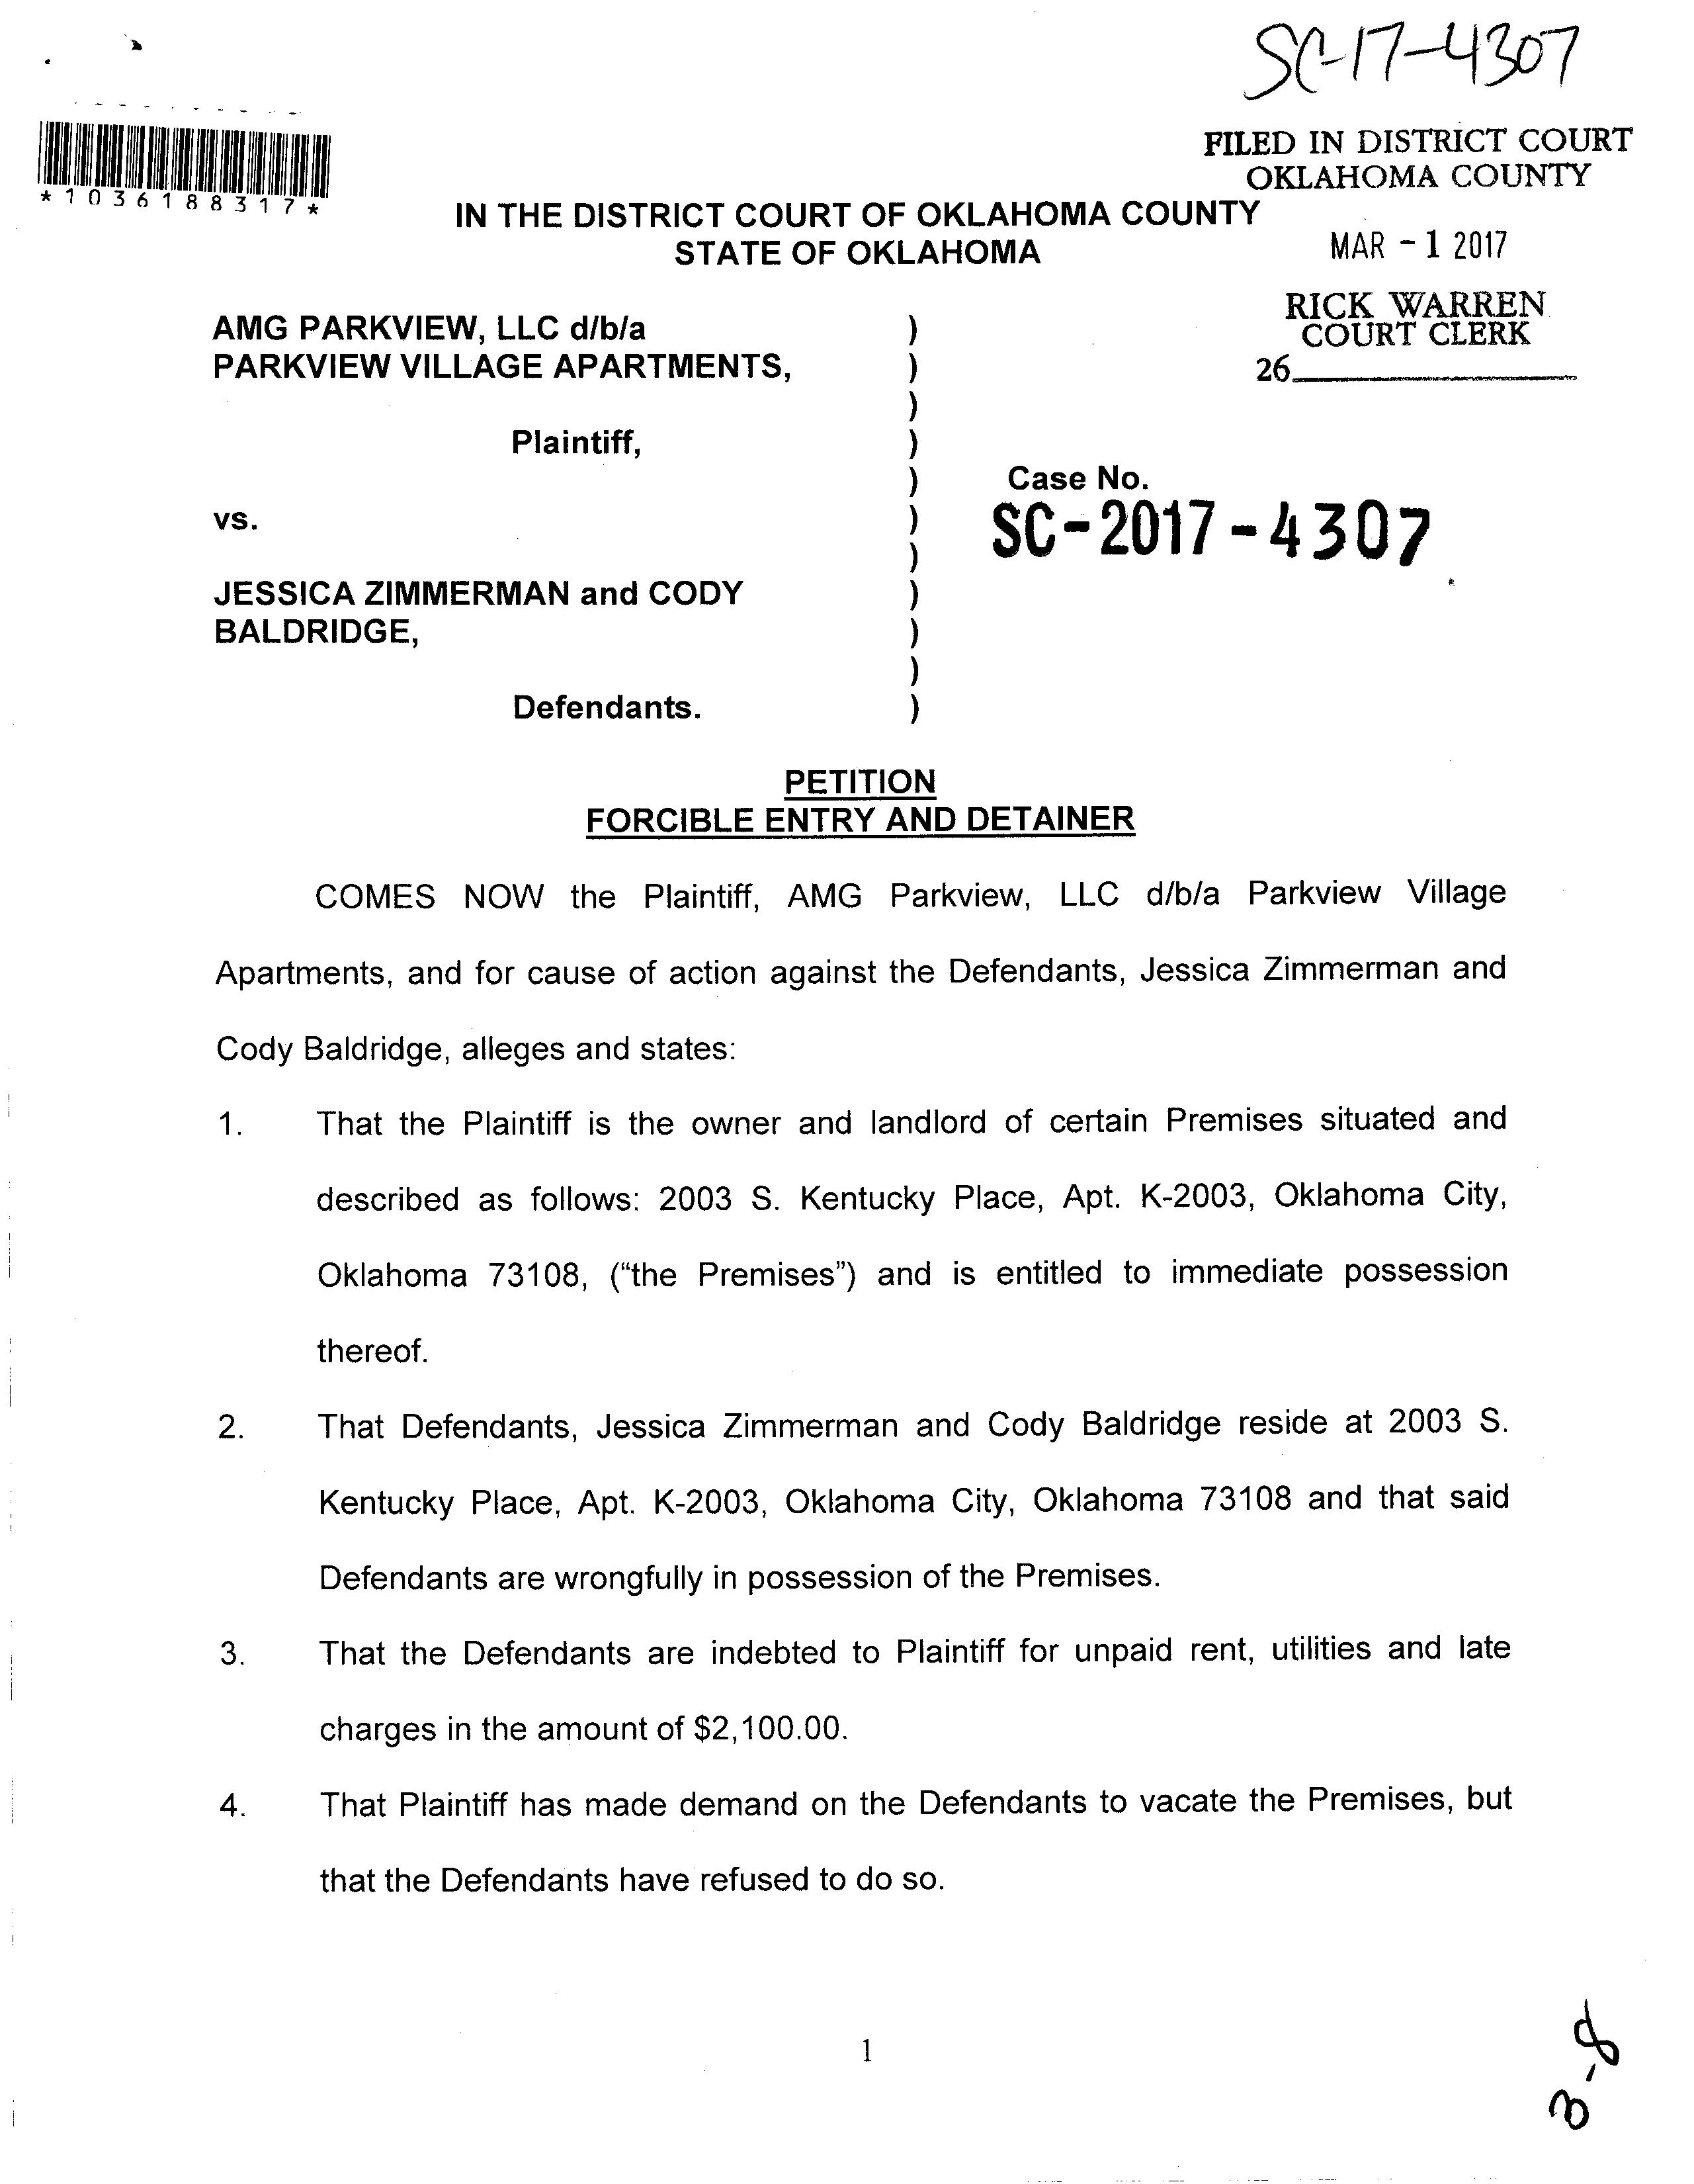 SC-17-4307
FILED IN DISTRICT COURT
OKLAHOMA COUNTY
*1036188317*
IN THE DISTRICT COURT OF OKLAHOMA COUNTY
STATE OF OKLAHOMA
MAR - 1 2017
RICK WARREN
COURT CLERK
26
AMG PARKVIEW, LLC d/b/a )
PARKVIEW VILLAGE APARTMENTS, )
)
Plaintiff, )
) Case No.
vs. ) SC-2017-4307
)
JESSICA ZIMMERMAN and CODY )
BALDRIDGE, )
)
Defendants. )
PETITION
FORCIBLE ENTRY AND DETAINER
COMES NOW the Plaintiff, AMG Parkview, LLC d/b/a Parkview Village
Apartments, and for cause of action against the Defendants, Jessica Zimmerman and
Cody Baldridge, alleges and states:
1. That the Plaintiff is the owner and landlord of certain Premises situated and
described as follows: 2003 S. Kentucky Place, Apt. K-2003, Oklahoma City,
Oklahoma 73108, (“the Premises”) and is entitled to immediate possession
thereof.
2. That Defendants, Jessica Zimmerman and Cody Baldridge reside at 2003 S.
Kentucky Place, Apt. K-2003, Oklahoma City, Oklahoma 73108 and that said
Defendants are wrongfully in possession of the Premises.
3. That the Defendants are indebted to Plaintiff for unpaid rent, utilities and late
charges in the amount of $2,100.00.
4. That Plaintiff has made demand on the Defendants to vacate the Premises, but
that the Defendants have refused to do so.
1
3-8